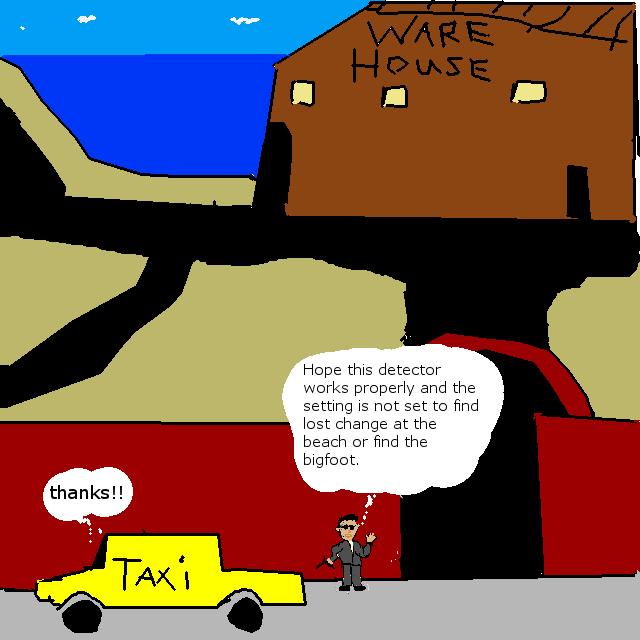 WARE
HOUSE
Hope this detector
works properly and the
setting is not set to find
lost change at the
beach or find the
bigfoot.
thanks!!
TAXi